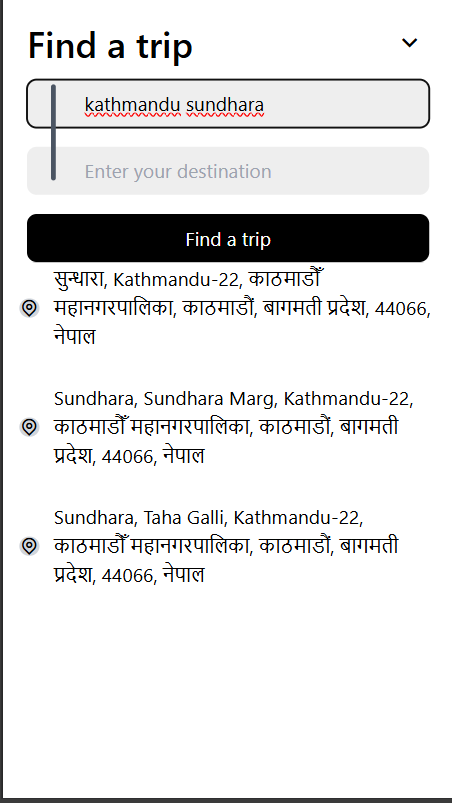 Find a trip
kathmandu sundhara
Enter your destination
Find a trip
सुन्धारा, Kathmandu-22, काठमाडौँ
महानगरपालिका, काठमाडौं, बागमती प्रदेश, 44066,
नेपाल
Sundhara, Sundhara Marg, Kathmandu-22,
काठमाडौँ महानगरपालिका, काठमाडौं, बागमती
प्रदेश, 44066, नेपाल
Sundhara, Taha Galli, Kathmandu-22,
काठमाडौँ महानगरपालिका, काठमाडौं, बागमती
प्रदेश, 44066, नेपाल